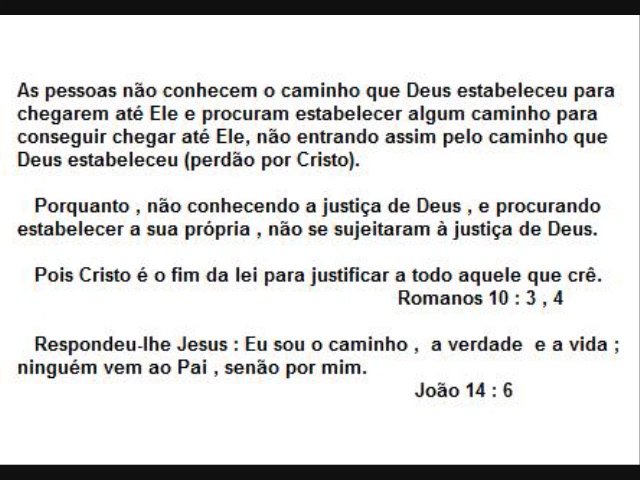 As pessoas não conhecem o caminho que Deus estabeleceu para
chegarem até Ele e procuram estabelecer algum caminho para
conseguir chegar até Ele, não entrando assim pelo caminho que
Deus estabeleceu (perdão por Cristo).
Porquanto , não conhecendo a justiça de Deus , e procurando
estabelecer a sua própria , não se sujeitaram à justiça de Deus.
Pois Cristo é o fim da lei para justificar a todo aquele que crê.
Romanos 10 : 3 , 4
Respondeu-lhe Jesus : Eu sou o caminho , a verdade e a vida ;
ninguém vem ao Pai , senão por mim.
João 14 : 6